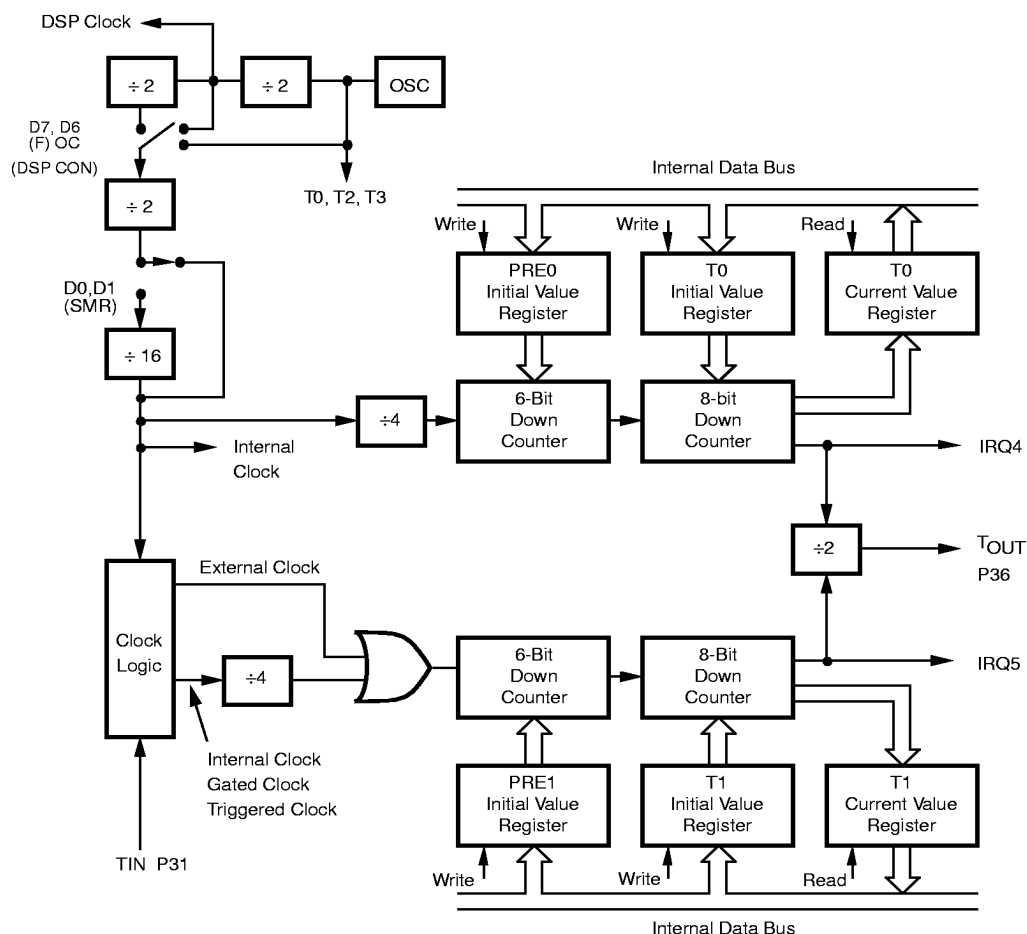 DSP Clock
÷ 2
÷ 2
OSC
D7, D6
(F) OC
(DSP CON)
÷ 2
T0, T2, T3
D0,D1
(SMR)
÷ 16
Internal Data Bus
Write
Write
Read
PRE0
Initial Value
Register
T0
Initial Value
Register
T0
Current Value
Register
÷4
6-Bit
Down
Counter
8-bit
Down
Counter
Internal
Clock
IRQ4
÷2
TOUT
P36
External Clock
Clock
Logic
÷4
6-Bit
Down
Counter
8-Bit
Down
Counter
IRQ5
Internal Clock
Gated Clock
Triggered Clock
PRE1
Initial Value
Register
T1
Initial Value
Register
T1
Current Value
Register
TIN P31
Write
Write
Read
Internal Data Bus